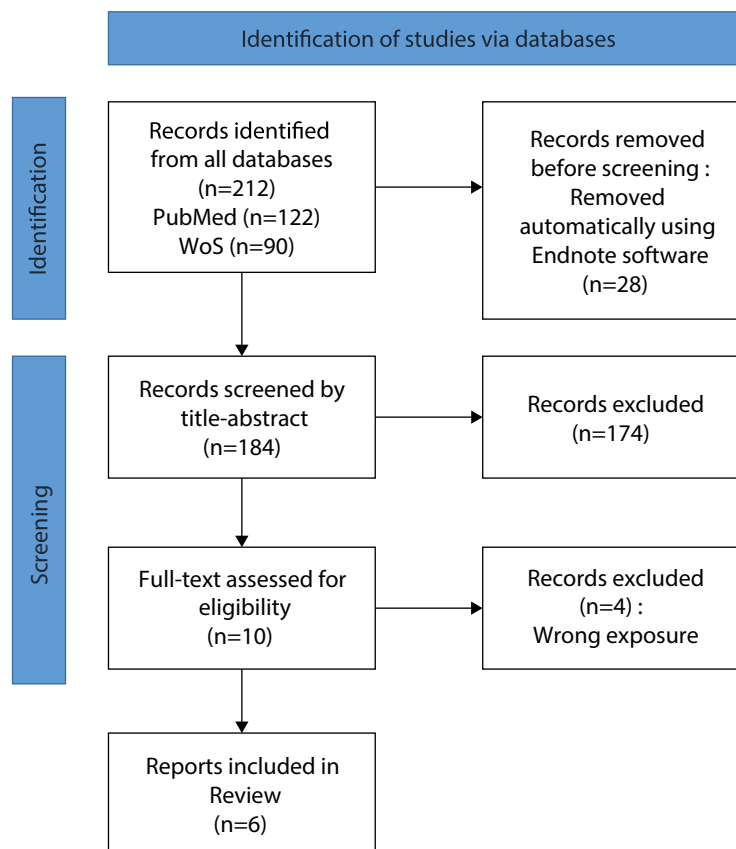 Identification of studies via databases
Identification
Records identified
from all databases
(n=212)
PubMed (n=122)
WoS (n=90)
Records removed
before screening :
Removed
automatically using
Endnote software
(n=28)
Screening
Records screened by
title-abstract
(n=184)
Records excluded
(n=174)
Full-text assessed for
eligibility
(n=10)
Records excluded
(n=4) :
Wrong exposure
Reports included in
Review
(n=6)